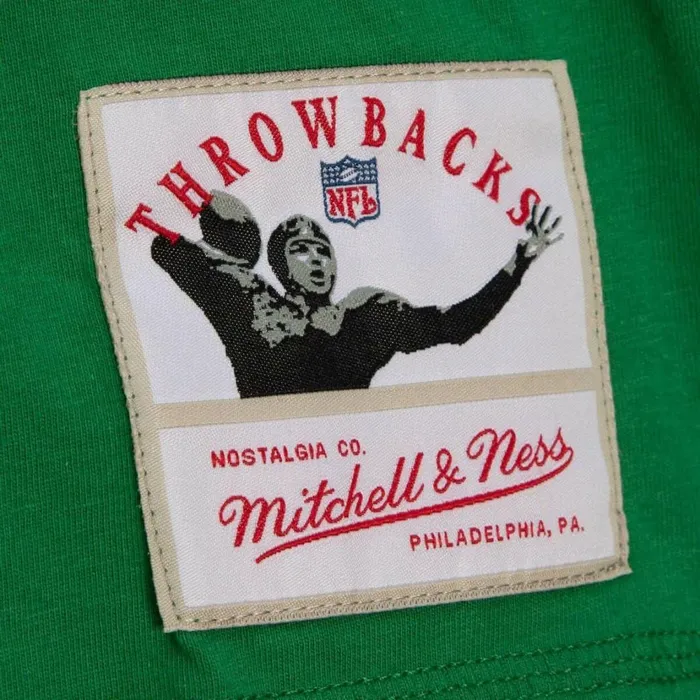 THROWBACKS
NFL
NOSTALGIA CO.
Mitchell & Ness
PHILADELPHIA, PA.